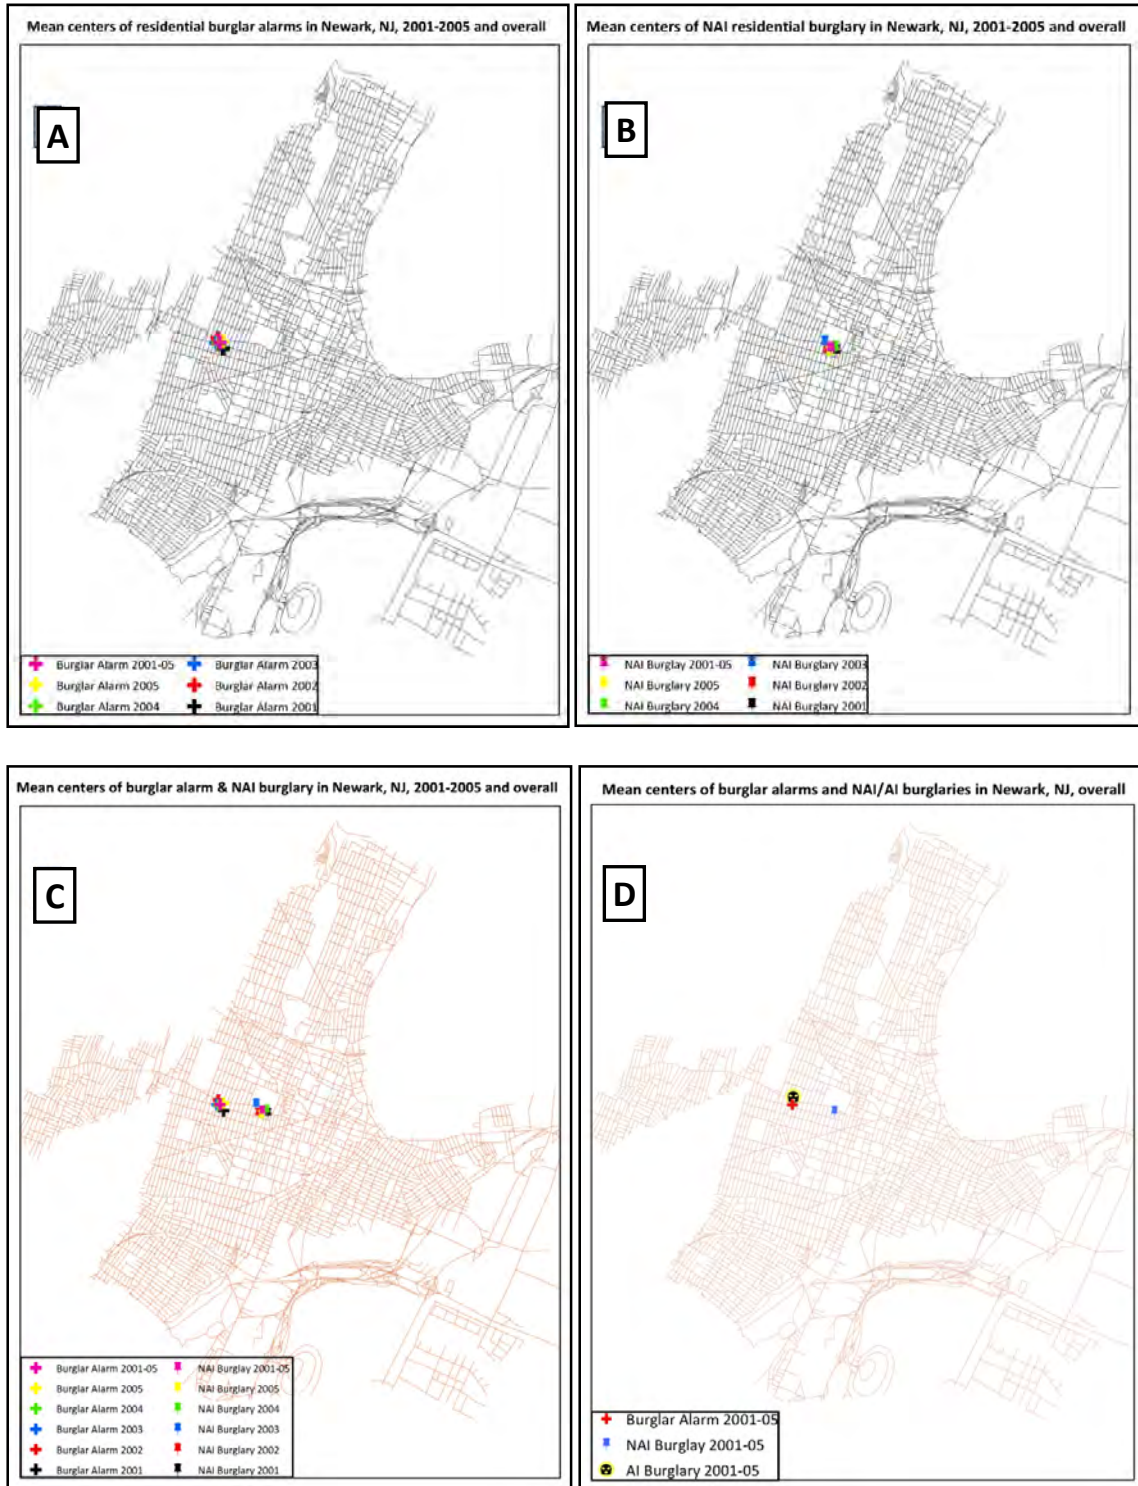 Mean centers of residential burglar alarms in Newark, NJ, 2001-2005 and overall
A
Burglar Alarm 2001-05 Burglar Alarm 2003
Burglar Alarm 2005 Burglar Alarm 2002
Burglar Alarm 2004 Burglar Alarm 2001
Mean centers of NAI residential burglary in Newark, NJ, 2001-2005 and overall
B
NAI Burglay 2001-05 NAI Burglary 2003
NAI Burglary 2005 NAI Burglary 2002
NAI Burglary 2004 NAI Burglary 2001
Mean centers of burglar alarm & NAI burglary in Newark, NJ, 2001-2005 and overall
C
Burglar Alarm 2001-05 NAI Burglay 2001-05
Burglar Alarm 2005 NAI Burglary 2005
Burglar Alarm 2004 NAI Burglary 2004
Burglar Alarm 2003 NAI Burglary 2003
Burglar Alarm 2002 NAI Burglary 2002
Burglar Alarm 2001 NAI Burglary 2001
Mean centers of burglar alarms and NAI/AI burglaries in Newark, NJ, overall
D
Burglar Alarm 2001-05
NAI Burglay 2001-05
AI Burglary 2001-05